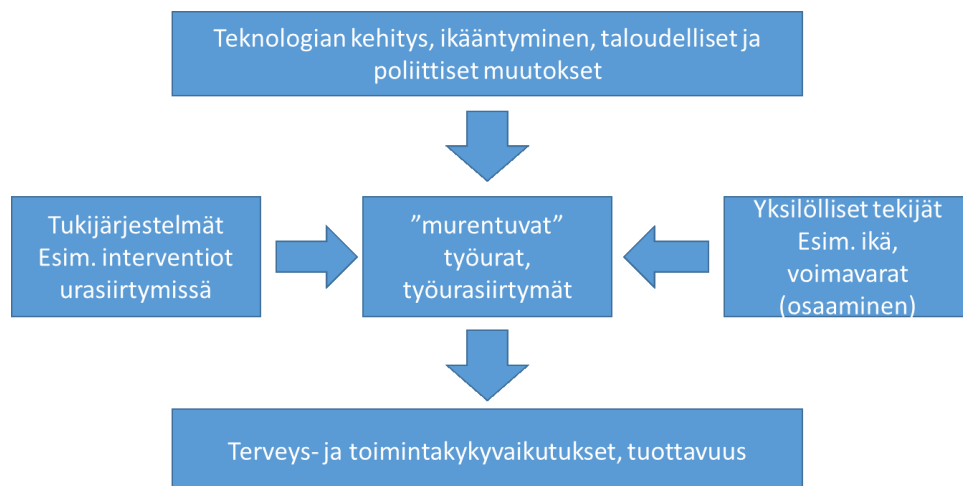 Teknologian kehitys, ikääntyminen, taloudelliset ja
poliittiset muutokset
Tukijärjestelmät
Esim. interventiot
urasiirtymissä
”murentuvat”
työurat,
työurasiirtymät
Yksilölliset tekijät
Esim. ikä,
voimavarat
(osaaminen)
Terveys- ja toimintakykyvaikutukset, tuottavuus